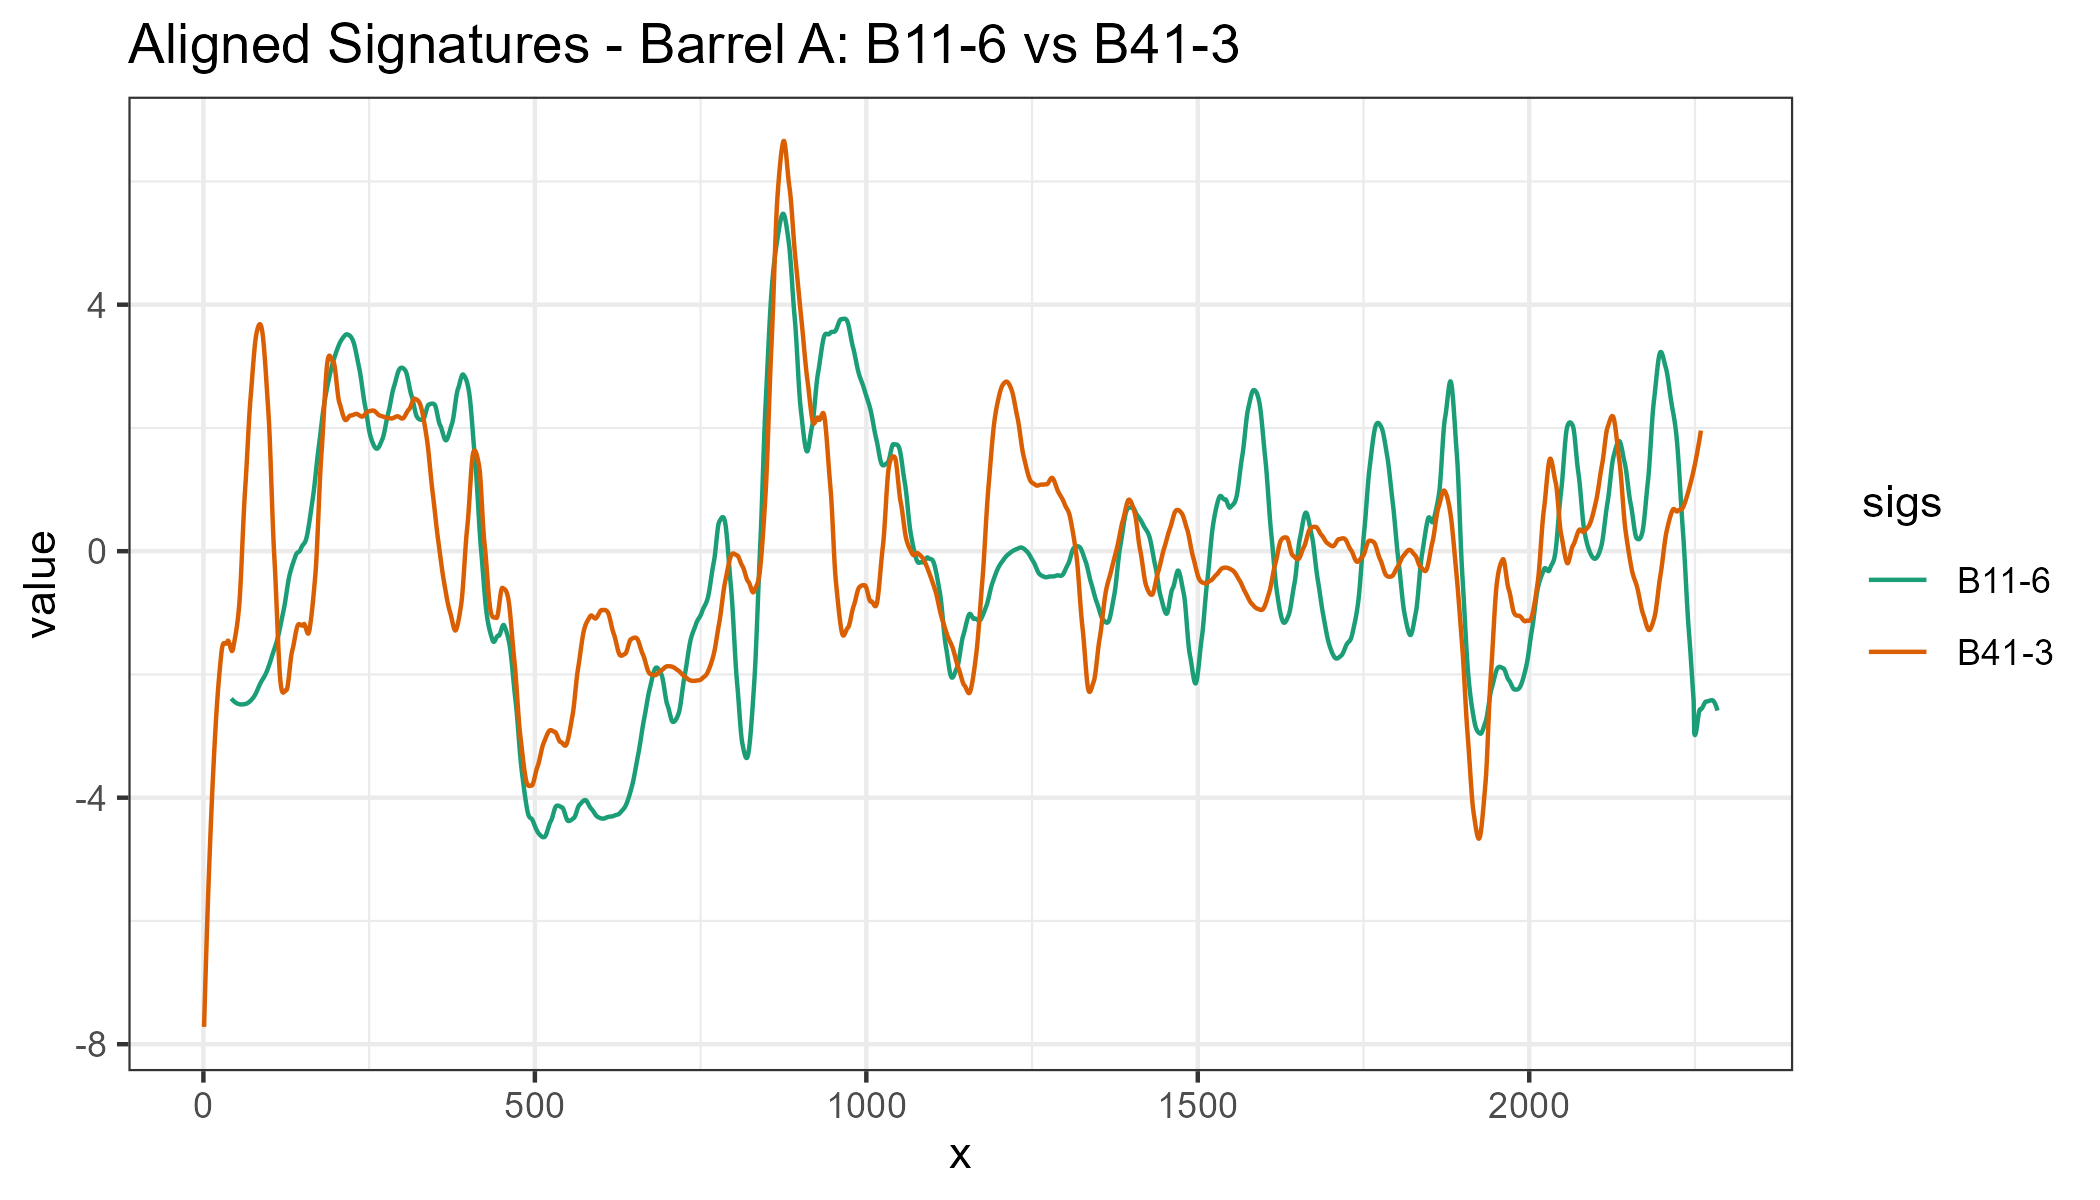 Aligned Signatures - Barrel A: B11-6 vs B41-3
value
4
0
-4
-8
0 500 1000 1500 2000
x
sigs
B11-6
B41-3